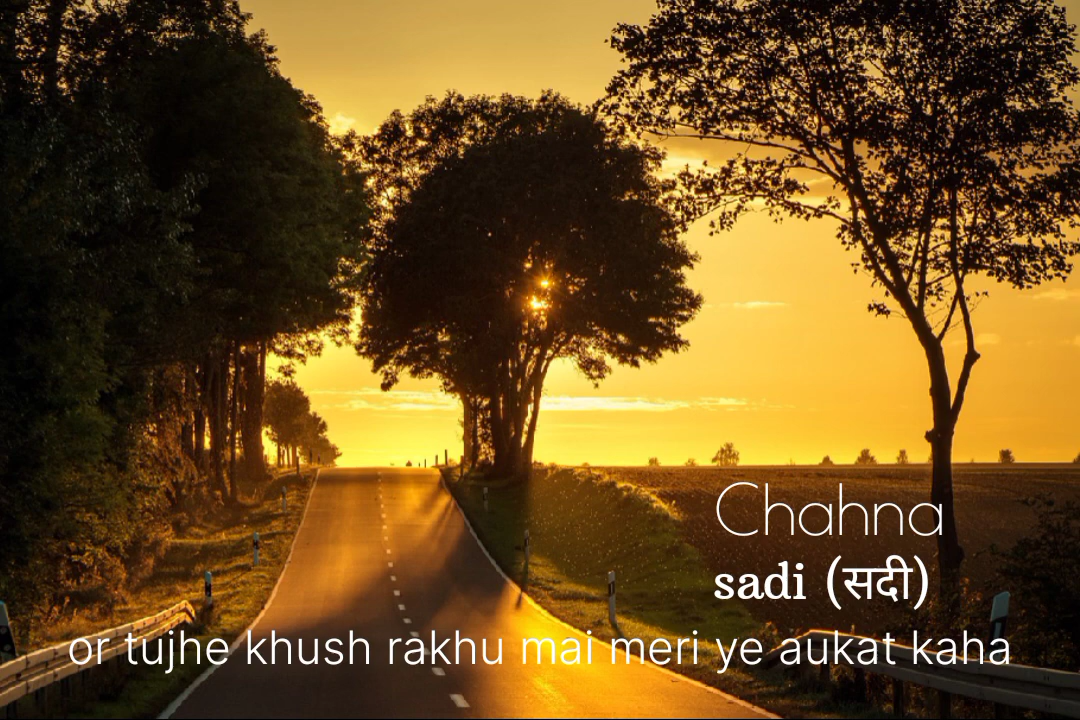 Chahna
sadi (सदी)
or tujhe khush rakhu mai meri ye aukat kaha